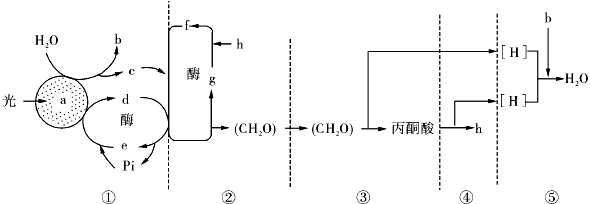 H₂O b f h
c [H] b
光 a 酶 g H₂O
d [H]
酶 (CH₂O) (CH₂O) 丙酮酸 h
e
Pi
① ② ③ ④ ⑤